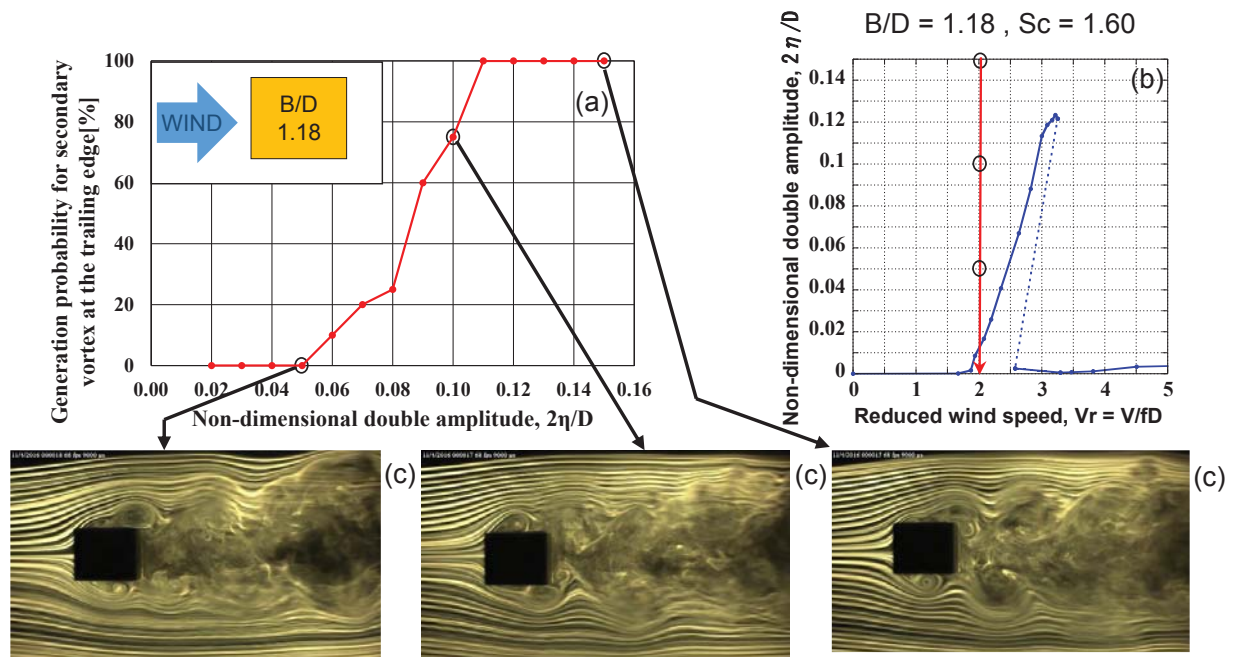 B/D = 1.18 , Sc = 1.60
Generation probability for secondary
vortex at the trailing edge[%]
100
80
60
40
20
0
WIND
B/D
1.18
(a)
0.00
0.02
0.04
0.06
0.08
0.10
0.12
0.14
0.16
Non-dimensional double amplitude, 2η/D
Non-dimensional double amplitude, 2η/D
0.14
0.12
0.1
0.08
0.06
0.04
0.02
0
(b)
0
1
2
3
4
5
Reduced wind speed, Vr = V/fD
(c)
(c)
(c)